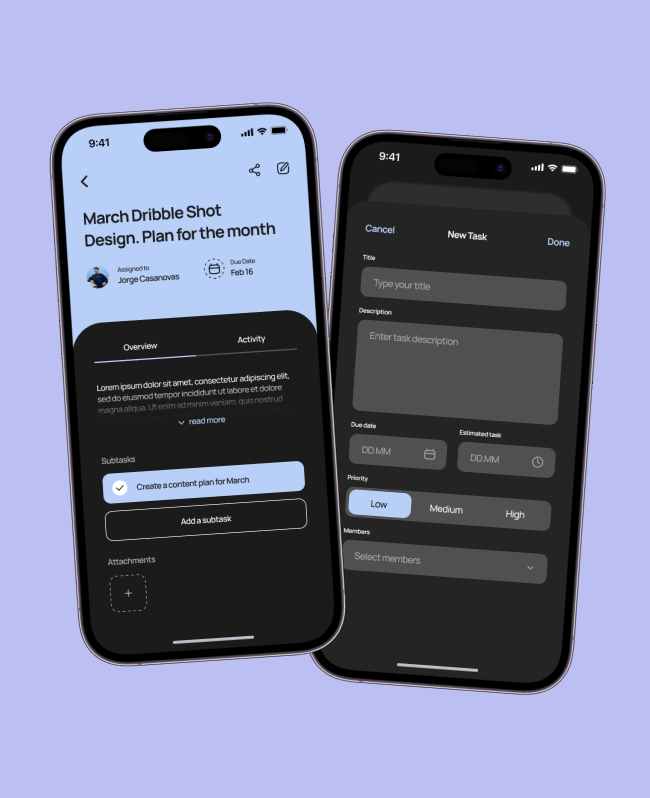 9:41
March Dribble Shot
Design. Plan for the month
Assigned to
Jorge Casanovas
Due Date
Feb 16
Overview
Activity
Lorem ipsum dolor sit amet, consectetur adipiscing elit,
sed do eiusmod tempor incididunt ut labore et dolore
magna aliqua. Ut enim ad minim veniam, quis nostrud
read more
Subtasks
Create a content plan for March
Add a subtask
Attachments
+
9:41
Cancel
New Task
Done
Title
Type your title
Description
Enter task description
Due date
Estimated task
DD.MM
DD.MM
Priority
Low
Medium
High
Members
Select members